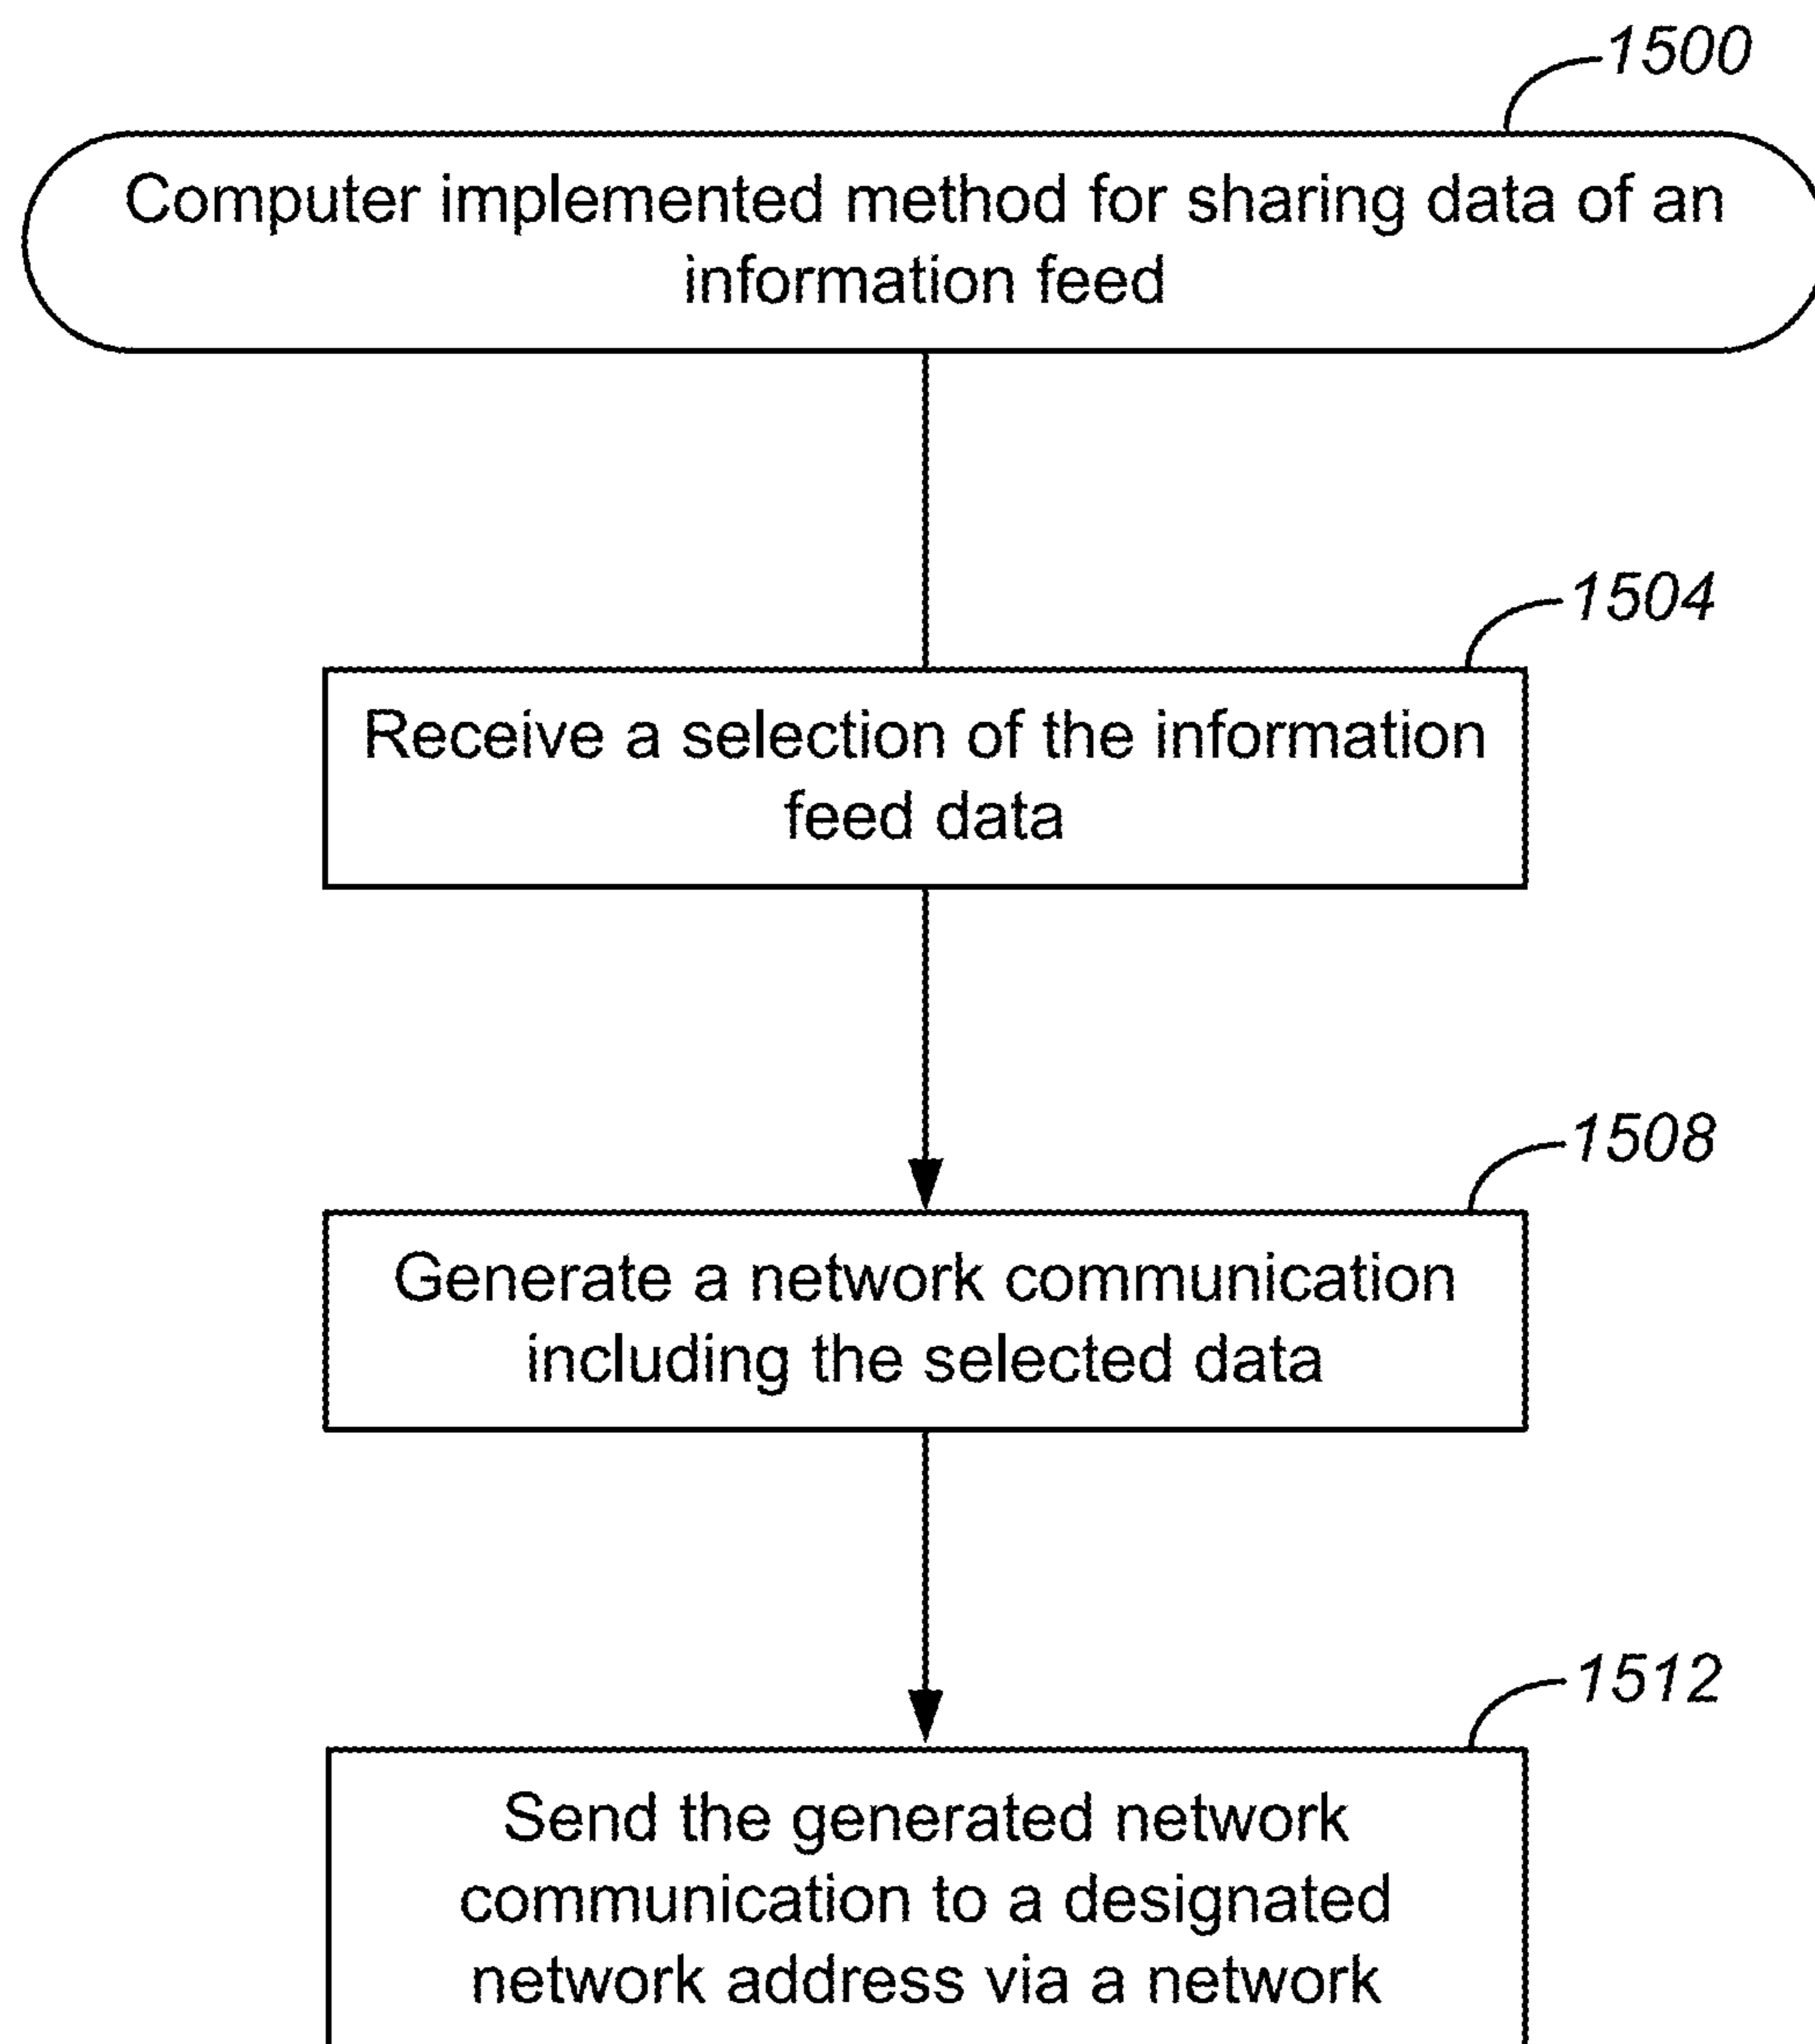 1500
Computer implemented method for sharing data of an
information feed
1504
Receive a selection of the information
feed data
1508
Generate a network communication
including the selected data
1512
Send the generated network
communication to a designated
network address via a network